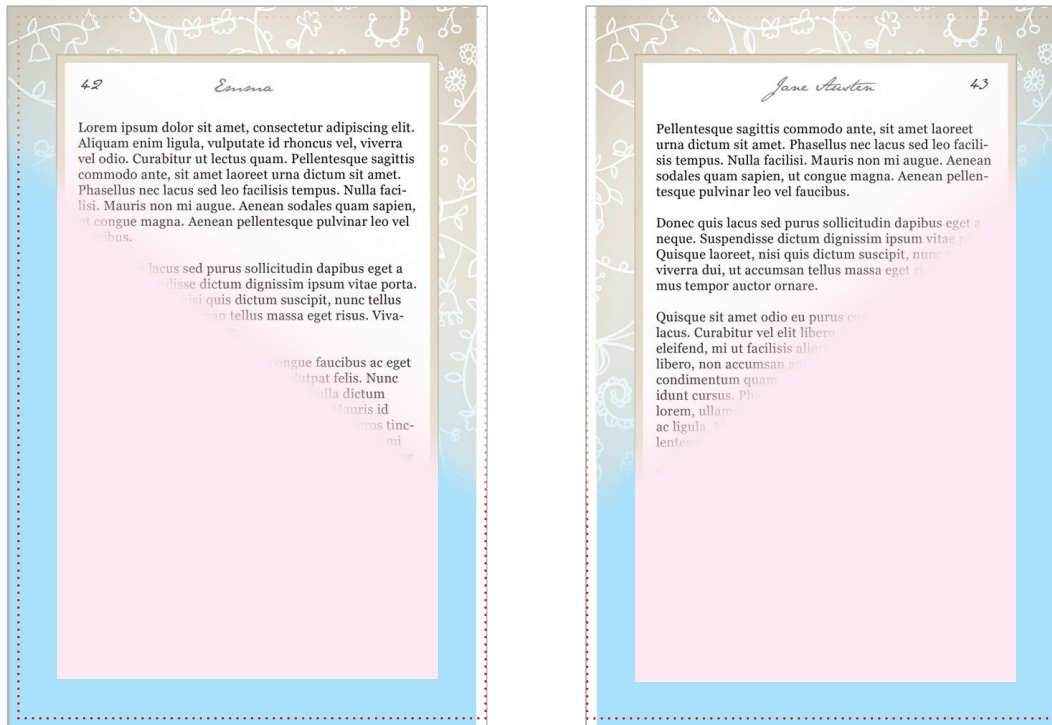 42
Emma
Lorem ipsum dolor sit amet, consectetur adipiscing elit.
Aliquam enim ligula, vulputate id rhoncus vel, viverra
vel odio. Curabitur ut lectus quam. Pellentesque sagittis
commodo ante, sit amet laoreet urna dictum sit amet.
Phasellus nec lacus sed leo facilisis tempus. Nulla faci-
lisi. Mauris non mi augue. Aenean sodales quam sapien,
ut congue magna. Aenean pellentesque pulvinar leo vel
lacus sed purus sollicitudin dapibus eget a
dictum dignissim ipsum vitae porta.
quis dictum suscipit, nunc tellus
tellus massa eget risus. Viva-
faucibus ac eget
felis. Nunc
dictum
Mauris id
tinc-
mi
Jane Austen
43
Pellentesque sagittis commodo ante, sit amet laoreet
urna dictum sit amet. Phasellus nec lacus sed leo facili-
sis tempus. Nulla facilisi. Mauris non mi augue. Aenean
sodales quam sapien, ut congue magna. Aenean pellen-
tesque pulvinar leo vel faucibus.
Donec quis lacus sed purus sollicitudin dapibus eget a
neque. Suspendisse dictum dignissim ipsum vitae
Quisque laoreet, nisi quis dictum suscipit, nunc
viverra dui, ut accumsan tellus massa eget
mus tempor auctor ornare.
Quisque sit amet odio eu purus
lacus. Curabitur vel elit libero.
eleifend, mi ut facilisis
libero, non accumsan
condimentum quam
idunt cursus.
lorem,
ac ligula.